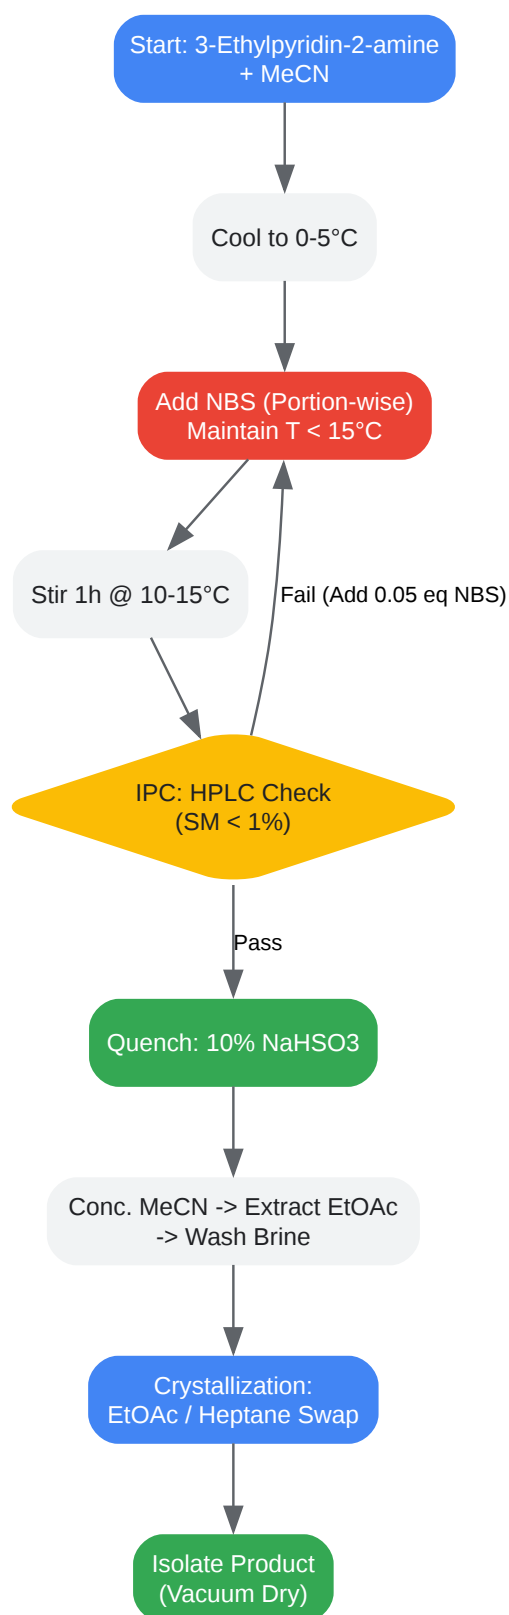 Start: 3-Ethylpyridin-2-amine
+ MeCN
Cool to 0-5°C
Add NBS (Portion-wise)
Maintain T < 15°C
Stir 1h @ 10-15°C
Fail (Add 0.05 eq NBS)
IPC: HPLC Check
(SM < 1%)
Pass
Quench: 10% NaHSO3
Conc. MeCN -> Extract EtOAc
-> Wash Brine
Crystallization:
EtOAc / Heptane Swap
Isolate Product
(Vacuum Dry)